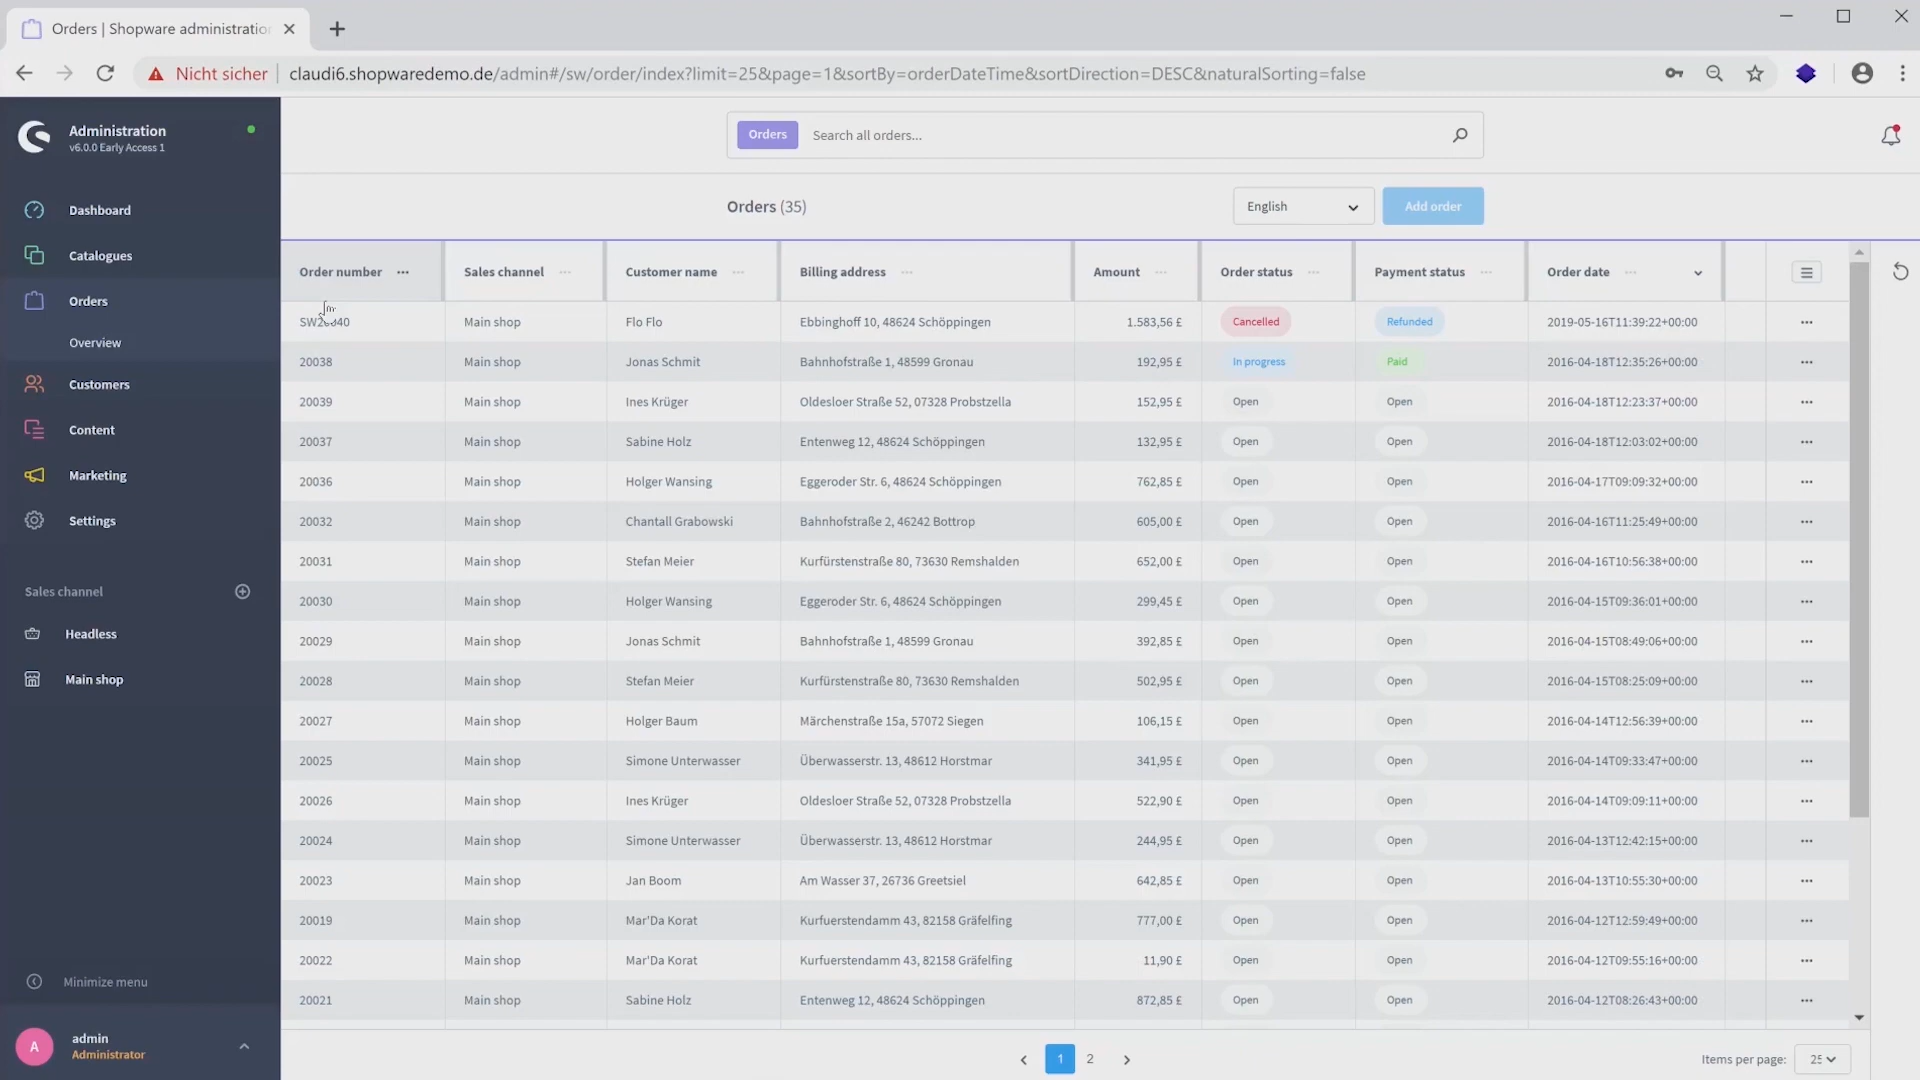 Orders | Shopware administratio
Nicht sicher claudi6.shopwaredemo.de/admin#/sw/order/index?limit=25&page=1&sortBy=orderDateTime&sortDirection=DESC&naturalSorting=false
Administration
v6.0.0 Early Access 1
Dashboard
Catalogues
Orders
Overview
Customers
Content
Marketing
Settings
Sales channel
Headless
Main shop
Minimize menu
A
admin
Administrator
Orders Search all orders...
Orders (35) English Add order
Order number Sales channel Customer name Billing address Amount Order status Payment status Order date
Main shop Flo Flo Ebbinghoff 10, 48624 Schöppingen 1.583,56 £ Cancelled Refunded 2019-05-16T11:39:22+00:00
20038 Main shop Jonas Schmit Bahnhofstraße 1, 48599 Gronau 192,95 £ In progress Paid 2016-04-18T12:35:26+00:00
20039 Main shop Ines Krüger Oldesloer Straße 52, 07328 Probstzella 152,95 £ Open Open 2016-04-18T12:23:37+00:00
20037 Main shop Sabine Holz Entenweg 12, 48624 Schöppingen 132,95 £ Open Open 2016-04-18T12:03:02+00:00
20036 Main shop Holger Wansing Eggeroder Str. 6, 48624 Schöppingen 762,85 £ Open Open 2016-04-17T09:09:32+00:00
20032 Main shop Chantall Grabowski Bahnhofstraße 2, 46242 Bottrop 605,00 £ Open Open 2016-04-16T11:25:49+00:00
20031 Main shop Stefan Meier Kurfürstenstraße 80, 73630 Remshalden 652,00 £ Open Open 2016-04-16T10:56:38+00:00
20030 Main shop Holger Wansing Eggeroder Str. 6, 48624 Schöppingen 299,45 £ Open Open 2016-04-15T09:36:01+00:00
20029 Main shop Jonas Schmit Bahnhofstraße 1, 48599 Gronau 392,85 £ Open Open 2016-04-15T08:49:06+00:00
20028 Main shop Stefan Meier Kurfürstenstraße 80, 73630 Remshalden 502,95 £ Open Open 2016-04-15T08:25:09+00:00
20027 Main shop Holger Baum Märchenstraße 15a, 57072 Siegen 106,15 £ Open Open 2016-04-14T12:56:39+00:00
20025 Main shop Simone Unterwasser Überwasserstr. 13, 48612 Horstmar 341,95 £ Open Open 2016-04-14T09:33:47+00:00
20026 Main shop Ines Krüger Oldesloer Straße 52, 07328 Probstzella 522,90 £ Open Open 2016-04-14T09:09:11+00:00
20024 Main shop Simone Unterwasser Überwasserstr. 13, 48612 Horstmar 244,95 £ Open Open 2016-04-13T12:42:15+00:00
20023 Main shop Jan Boom Am Wasser 37, 26736 Greetsiel 642,85 £ Open Open 2016-04-13T10:55:30+00:00
20019 Main shop Mar'Da Korat Kurfuerstendamm 43, 82158 Gräfelfing 777,00 £ Open Open 2016-04-12T12:59:49+00:00
20022 Main shop Mar'Da Korat Kurfuerstendamm 43, 82158 Gräfelfing 11,90 £ Open Open 2016-04-12T09:55:16+00:00
20021 Main shop Sabine Holz Entenweg 12, 48624 Schöppingen 872,85 £ Open Open 2016-04-12T08:26:43+00:00
1 2 Items per page: 25